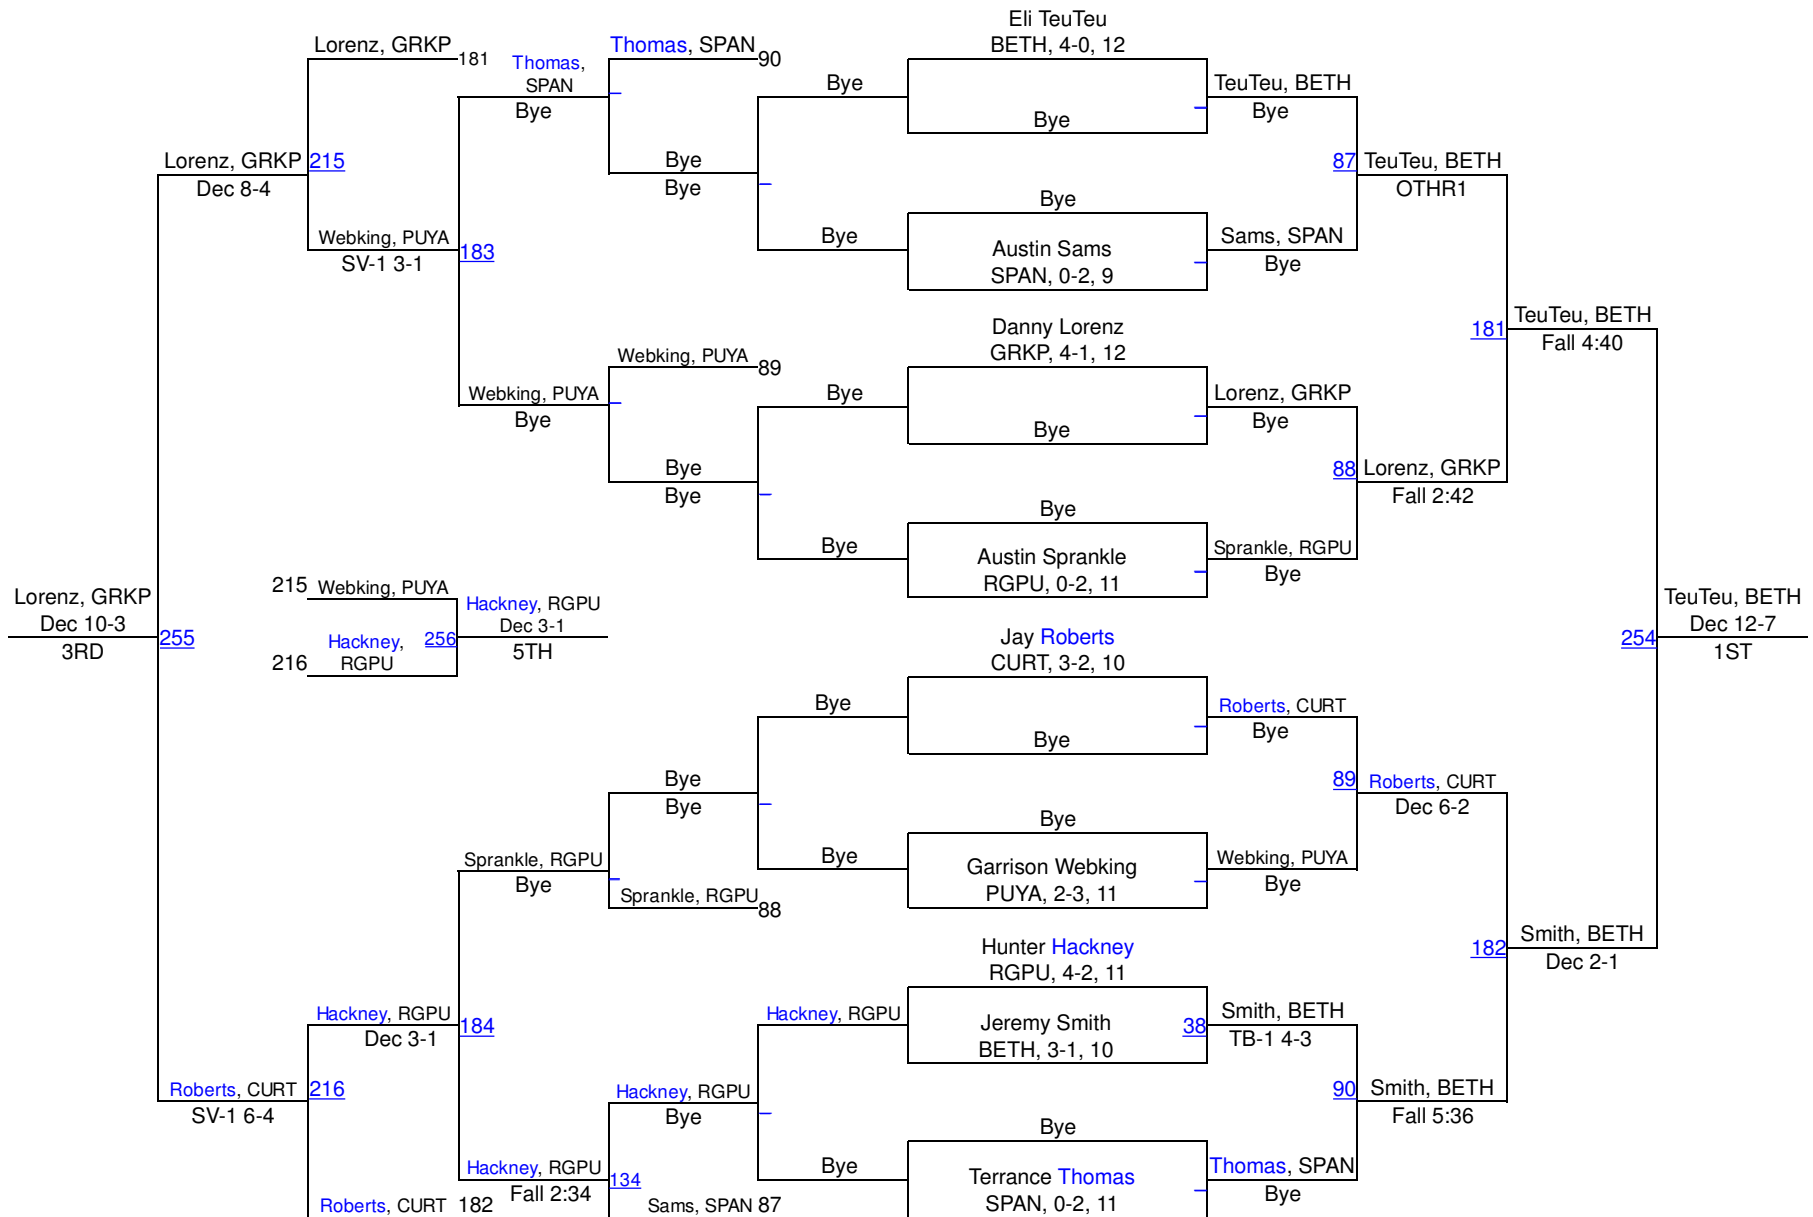 Eli TeuTeu
BETH, 4-0, 12
Lorenz, GRKP
181
Thomas,
SPAN
Bye
Thomas, SPAN
90
Bye
Bye
TeuTeu, BETH
Bye
Lorenz, GRKP
Dec 8-4
215
Bye
Bye
87
TeuTeu, BETH
OTHR1
Bye
Webking, PUYA
SV-1 3-1
183
Bye
Austin Sams
SPAN, 0-2, 9
Sams, SPAN
Bye
Danny Lorenz
GRKP, 4-1, 12
181
TeuTeu, BETH
Fall 4:40
Webking, PUYA
89
Webking, PUYA
Bye
Bye
Bye
Lorenz, GRKP
Bye
Bye
Bye
88
Lorenz, GRKP
Fall 2:42
Bye
Bye
Austin Sprankle
RGPU, 0-2, 11
Sprankle, RGPU
Bye
Lorenz, GRKP
Dec 10-3
3RD
255
215
Webking, PUYA
216
Hackney,
RGPU
256
Hackney, RGPU
Dec 3-1
5TH
Jay Roberts
CURT, 3-2, 10
254
TeuTeu, BETH
Dec 12-7
1ST
Bye
Bye
Roberts, CURT
Bye
Bye
Bye
89
Roberts, CURT
Dec 6-2
Bye
Sprankle, RGPU
Bye
Sprankle, RGPU
88
Bye
Garrison Webking
PUYA, 2-3, 11
Webking, PUYA
Bye
Hunter Hackney
RGPU, 4-2, 11
182
Smith, BETH
Dec 2-1
Hackney, RGPU
Dec 3-1
184
Hackney, RGPU
Jeremy Smith
BETH, 3-1, 10
38
Smith, BETH
TB-1 4-3
Roberts, CURT
SV-1 6-4
216
Hackney, RGPU
Bye
90
Smith, BETH
Fall 5:36
Bye
Hackney, RGPU
Fall 2:34
134
Bye
Terrance Thomas
SPAN, 0-2, 11
Thomas, SPAN
Bye
Roberts, CURT
182
Sams, SPAN
87